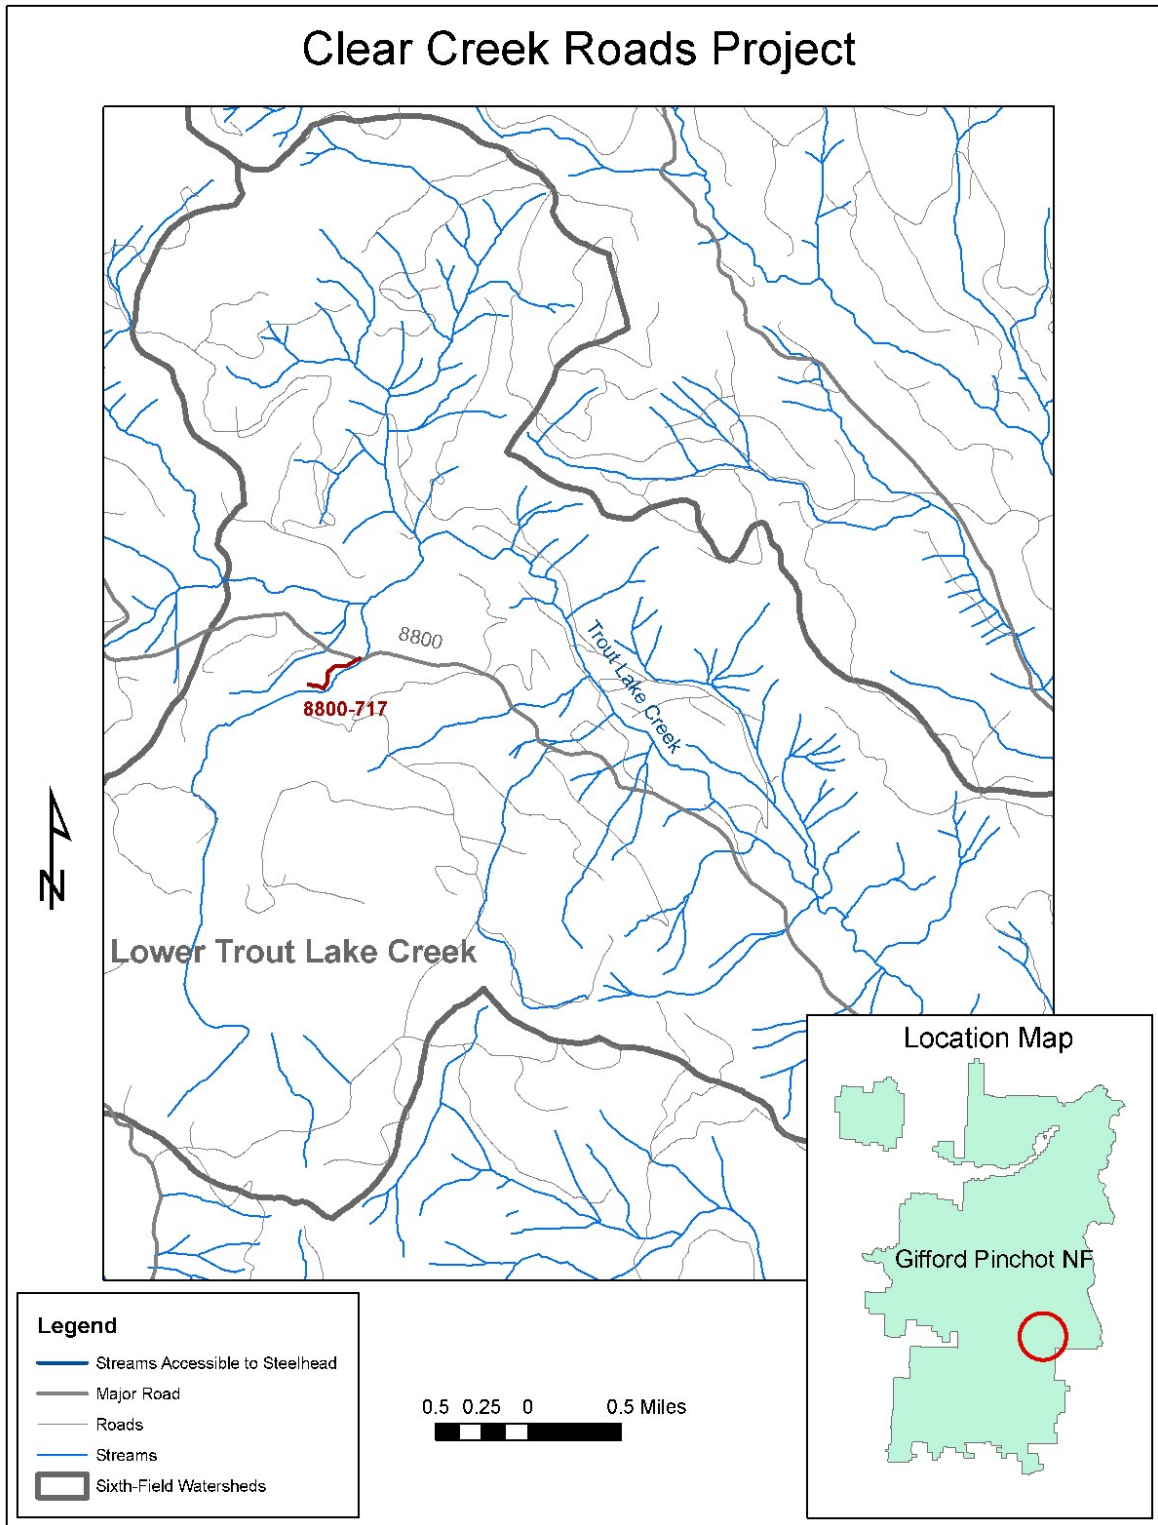 Clear Creek Roads Project
8800
Trout Lake Creek
8800-717
N
Lower Trout Lake Creek
Location Map
Gifford Pinchot NF
Legend
Streams Accessible to Steelhead
Major Road
Roads
Streams
Sixth-Field Watersheds
0.5 0.25 0 0.5 Miles